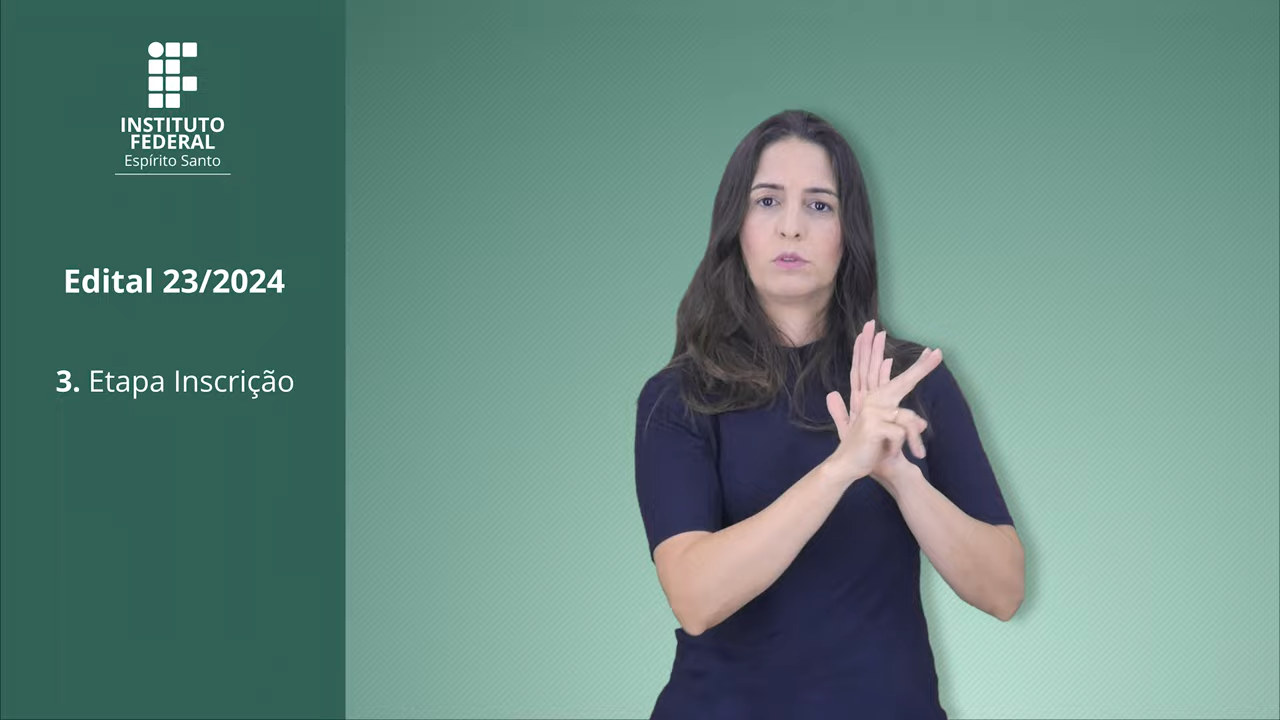 INSTITUTO
FEDERAL
Espírito Santo
Edital 23/2024
3. Etapa Inscrição